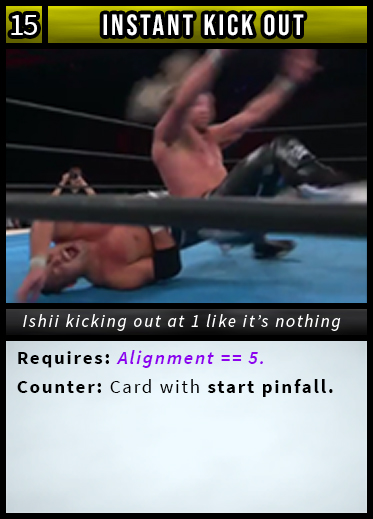 15 INSTANT KICK OUT
Ishii kicking out at 1 like it's nothing
Requires: Alignment == 5.
Counter: Card with start pinfall.